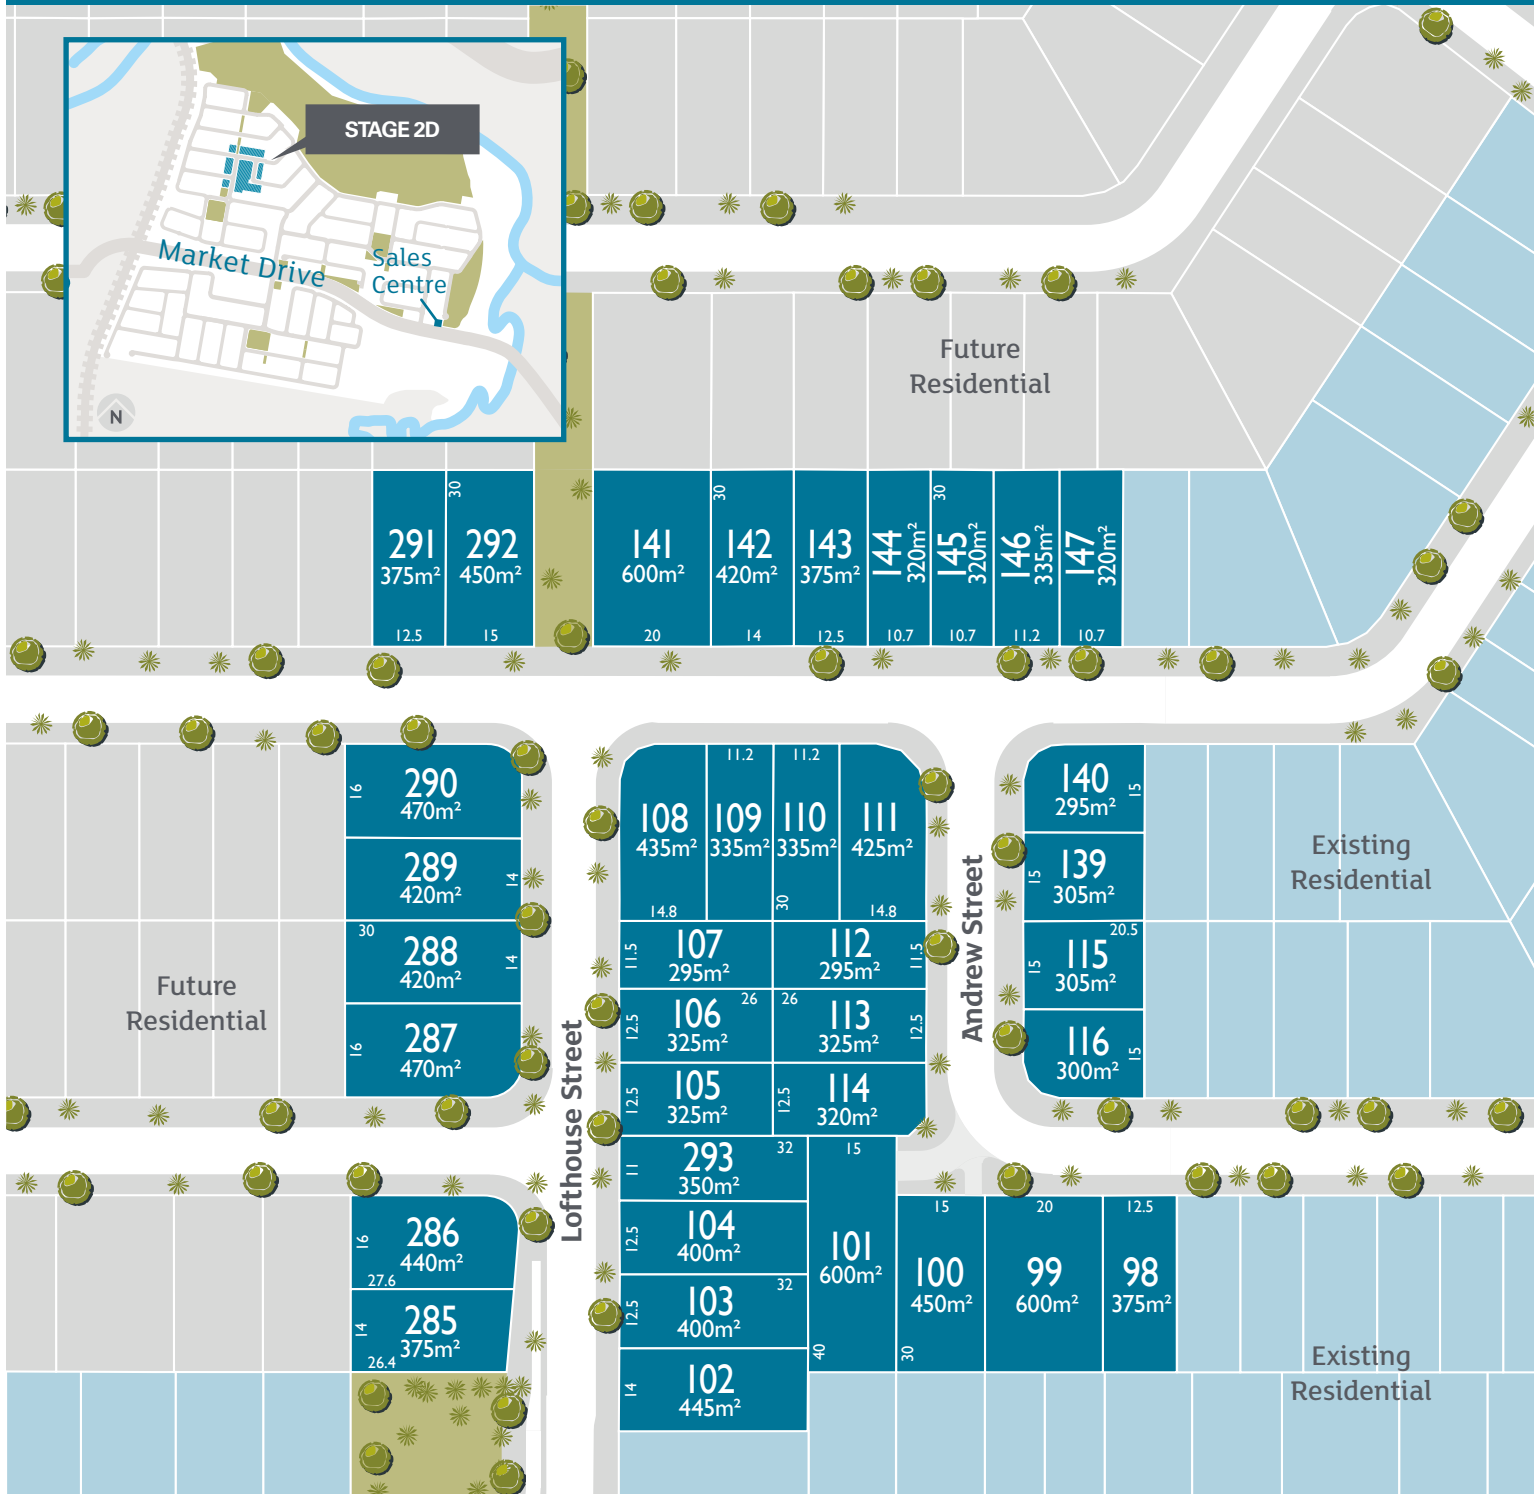 STAGE 2D
Market Drive
Sales
Centre
N
Future
Residential
30
30
30
291
375m²
292
450m²
141
600m²
142
420m²
143
375m²
144
320m²
145
320m²
146
335m²
147
320m²
12.5
15
20
14
12.5
10.7
10.7
11.2
10.7
16
290
470m²
289
420m²
14
30
288
420m²
14
16
287
470m²
Future
Residential
Lofthouse Street
11.2
11.2
108
435m²
109
335m²
110
335m²
111
425m²
14.8
30
14.8
11.5
107
295m²
112
295m²
11.5
12.5
106
325m²
26
26
113
325m²
12.5
12.5
105
325m²
12.5
114
320m²
Andrew Street
140
295m²
15
15
139
305m²
20.5
15
115
305m²
116
300m²
15
Existing
Residential
16
286
440m²
27.6
14
285
375m²
26.4
11
293
350m²
32
12.5
104
400m²
12.5
103
400m²
32
14
102
445m²
15
101
600m²
40
15
100
450m²
30
20
99
600m²
12.5
98
375m²
Existing
Residential